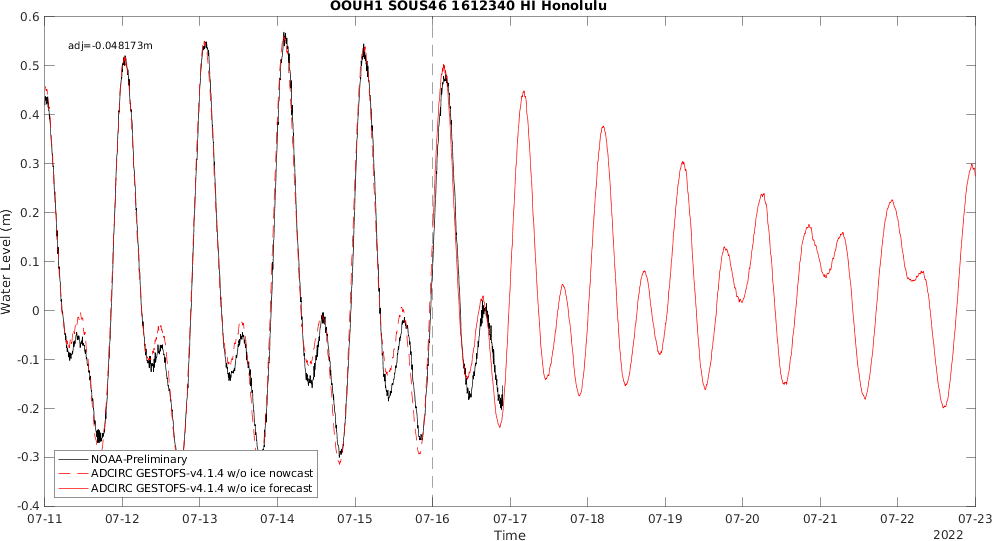 OOUH1 SOUS46 1612340 HI Honolulu
adj=-0.048173m
0.6
0.5
0.4
0.3
0.2
0.1
0
-0.1
-0.2
-0.3
-0.4
Water Level (m)
NOAA-Preliminary
ADCIRC GESTOFS-v4.1.4 w/o ice nowcast
ADCIRC GESTOFS-v4.1.4 w/o ice forecast
07-11 07-12 07-13 07-14 07-15 07-16 07-17 07-18 07-19 07-20 07-21 07-22 07-23
Time
2022